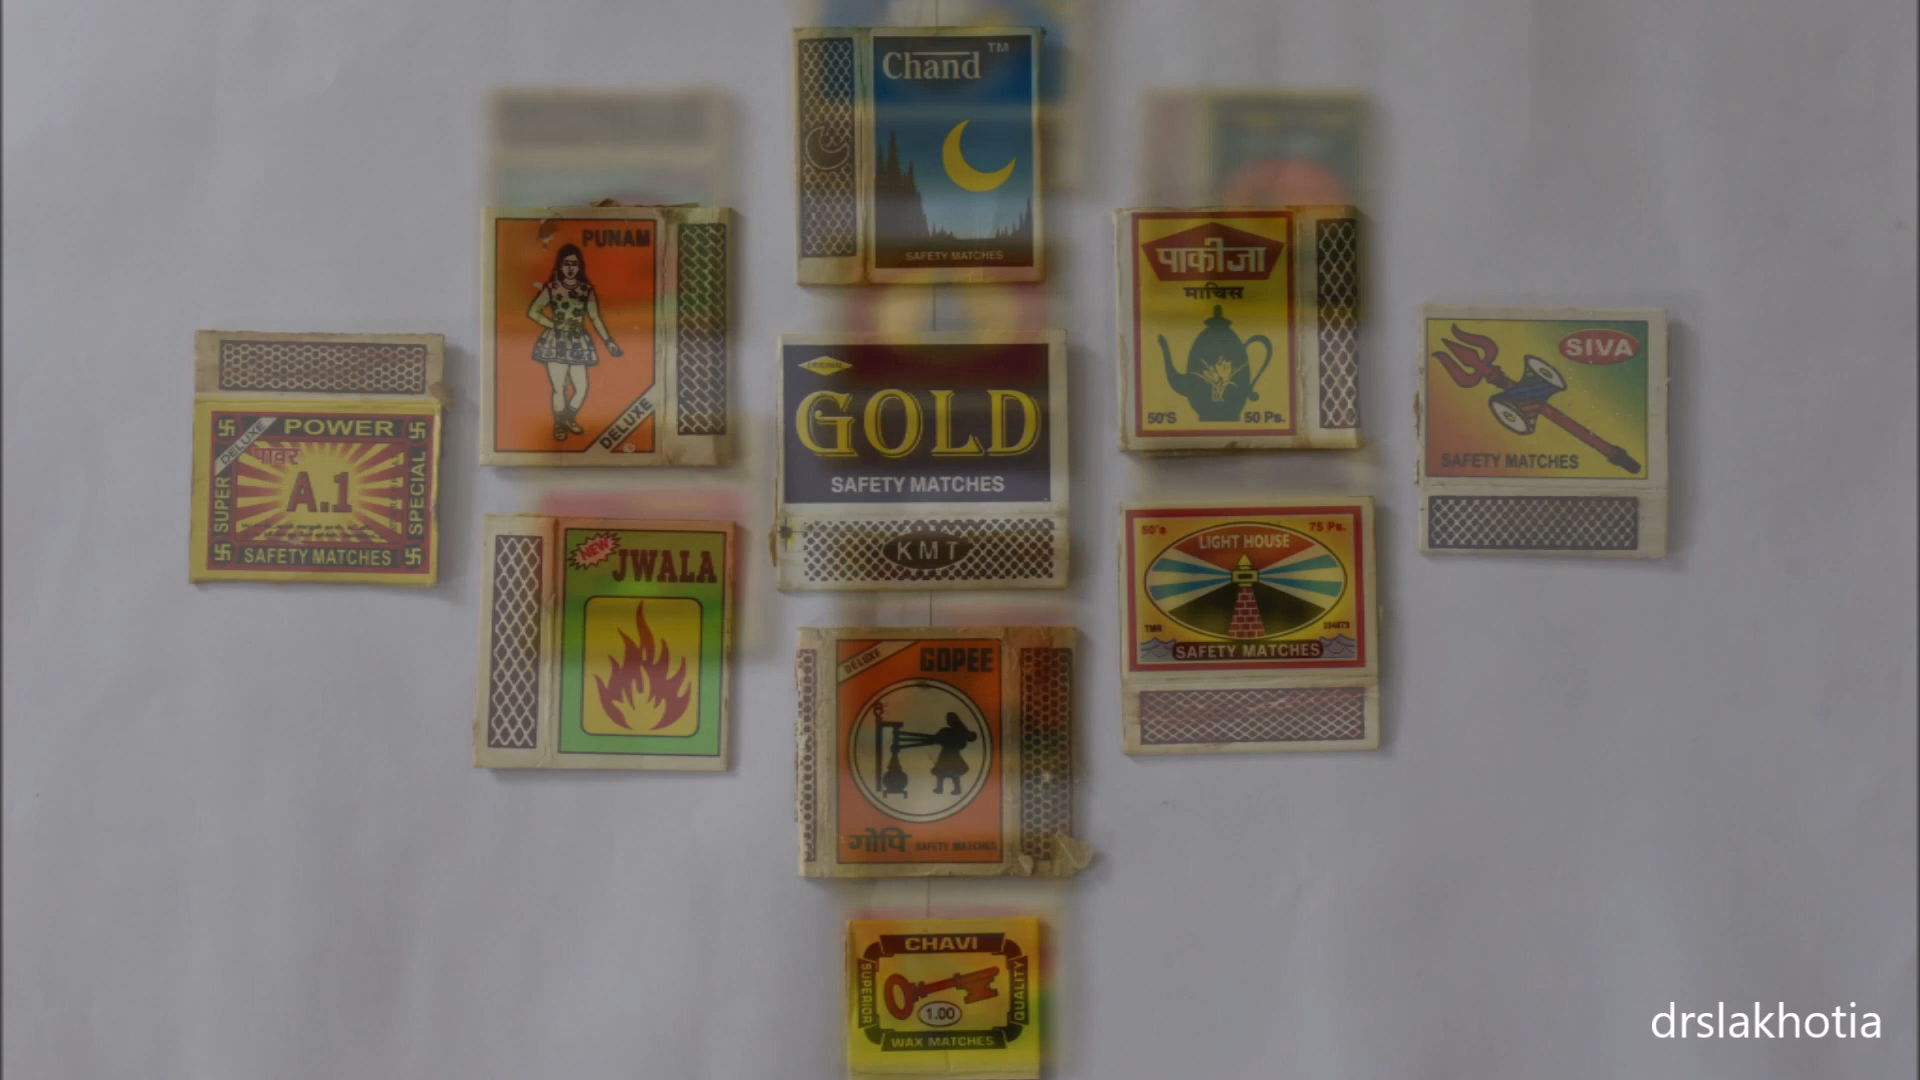 Chand TM
SAFETY MATCHES
PUNAM
DELUXE
पाकीजा
माचिस
50'S 50 Ps.
SIVA
SAFETY MATCHES
ORIGINAL
GOLD
SAFETY MATCHES
KMT
DELUXE
POWER
पॉवर
A.1
SUPER
SPECIAL
SAFETY MATCHES
NEW
JWALA
50's 75 Ps.
LIGHT HOUSE
TMR
SAFETY MATCHES
DELUXE
GOPEE
गोपि SAFETY MATCHES
CHAVI
SUPERIOR
QUALITY
1.00
WAX MATCHES
drslakhotia